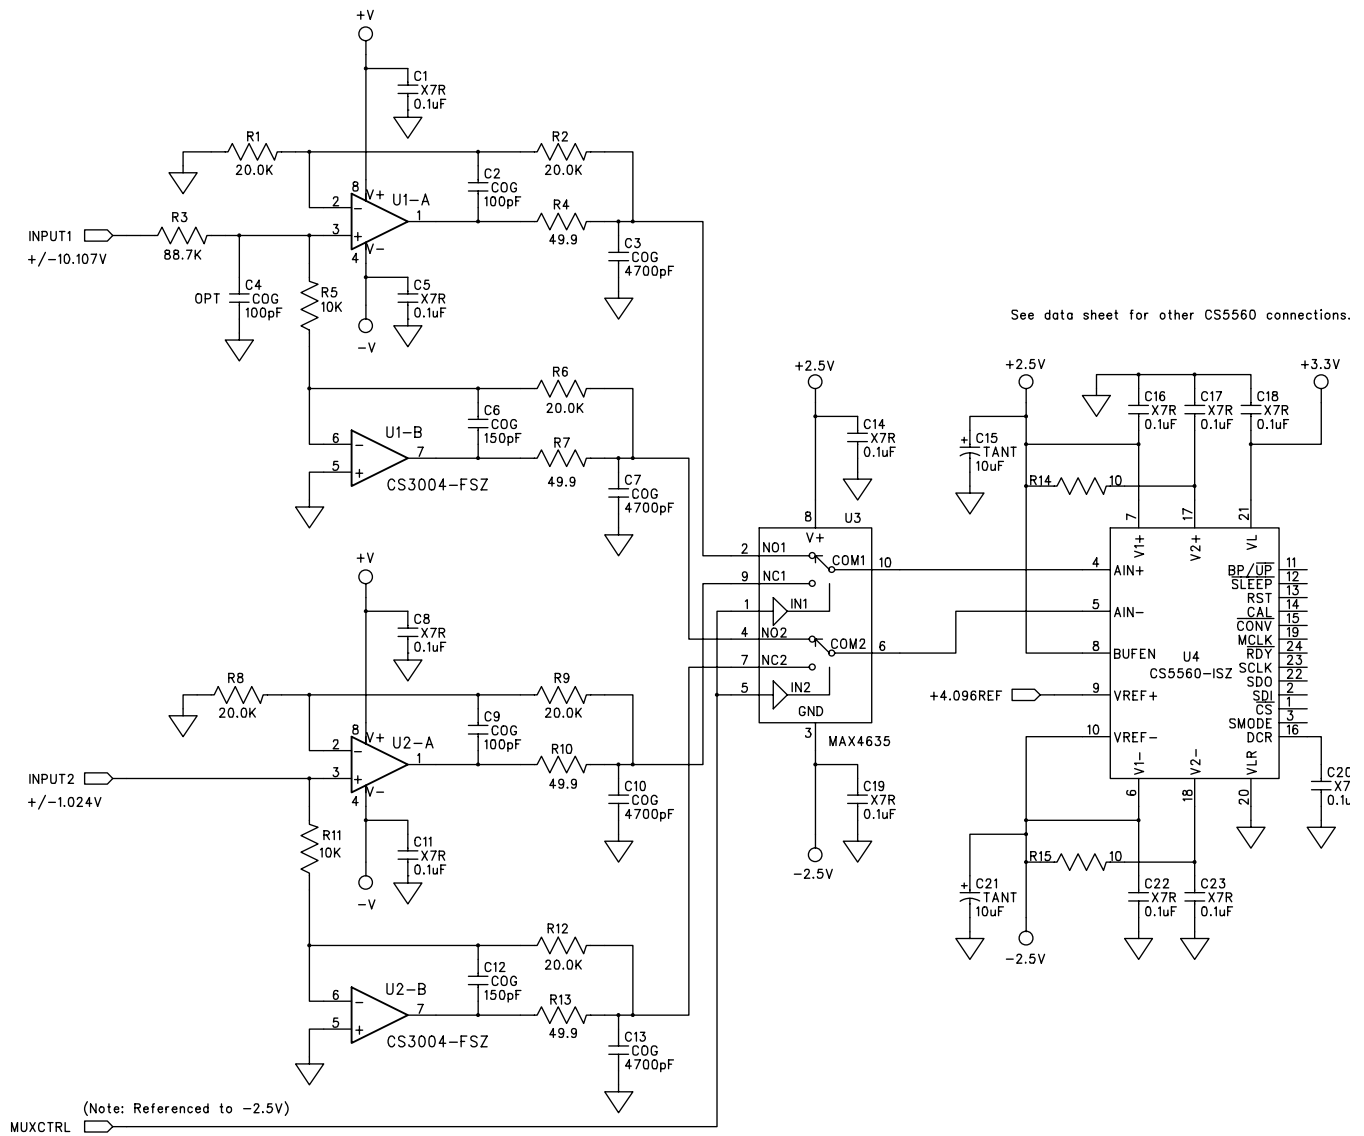 +V
C1
X7R
0.1uF
R1
20.0K
R2
20.0K
C2
COG
100pF
8
V+
U1-A
2
-
1
3
+
V-
4
R4
49.9
R3
88.7K
INPUT1
+/-10.107V
C3
COG
4700pF
OPT
C4
COG
100pF
R5
10K
C5
X7R
0.1uF
-V
See data sheet for other CS5560 connections.
R6
20.0K
C6
COG
150pF
U1-B
6
-
7
5
+
CS3004-FSZ
R7
49.9
C7
COG
4700pF
+2.5V
C14
X7R
0.1uF
+2.5V
C15
TANT
10uF
C16
X7R
0.1uF
C17
X7R
0.1uF
C18
X7R
0.1uF
+3.3V
R14
10
8
U3
V+
2
NO1
COM1
10
9
NC1
1
IN1
4
NO2
COM2
6
7
NC2
5
IN2
GND
3
MAX4635
C19
X7R
0.1uF
-2.5V
7
17
21
V1+
V2+
VL
4
AIN+
5
AIN-
8
BUFEN
+4.096REF
9
VREF+
10
VREF-
U4
CS5560-ISZ
BP/UP
11
SLEEP
12
RST
13
CAL
14
CONV
15
MCLK
19
RDY
24
SCLK
23
SDO
22
SDI
2
CS
1
SMODE
3
DCR
16
V1-
V2-
VLR
6
18
20
C20
X7
0.1u
R15
10
C21
TANT
10uF
C22
X7R
0.1uF
C23
X7R
0.1uF
-2.5V
+V
C8
X7R
0.1uF
R8
20.0K
R9
20.0K
C9
COG
100pF
8
V+
U2-A
2
-
1
3
+
V-
4
R10
49.9
C10
COG
4700pF
INPUT2
+/-1.024V
R11
10K
C11
X7R
0.1uF
-V
R12
20.0K
C12
COG
150pF
U2-B
6
-
7
5
+
CS3004-FSZ
R13
49.9
C13
COG
4700pF
(Note: Referenced to -2.5V)
MUXCTRL